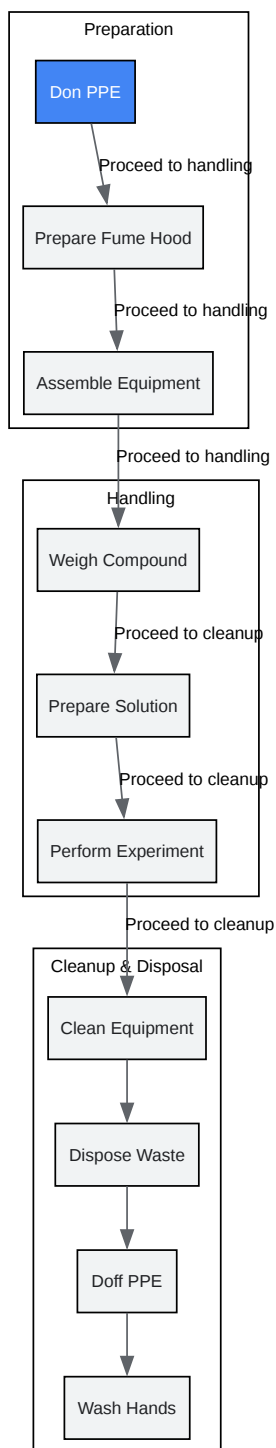 Preparation
Don PPE
Proceed to handling
Prepare Fume Hood
Proceed to handling
Assemble Equipment
Proceed to handling
Handling
Weigh Compound
Proceed to cleanup
Prepare Solution
Proceed to cleanup
Perform Experiment
Proceed to cleanup
Cleanup & Disposal
Clean Equipment
Dispose Waste
Doff PPE
Wash Hands